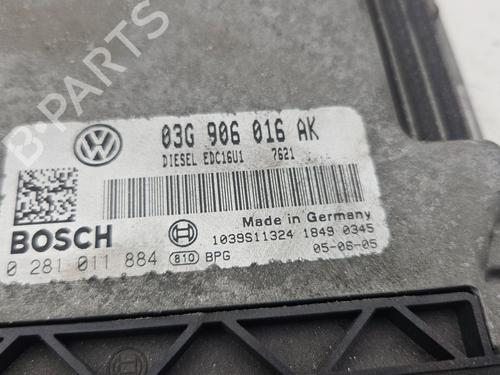 B-PARTS
03G 906 016 AK
DIESEL EDC16U1 7621
BOSCH
Made in Germany
1039S11324 1849 0345
0 281 011 884 810 BPG
05-06-05